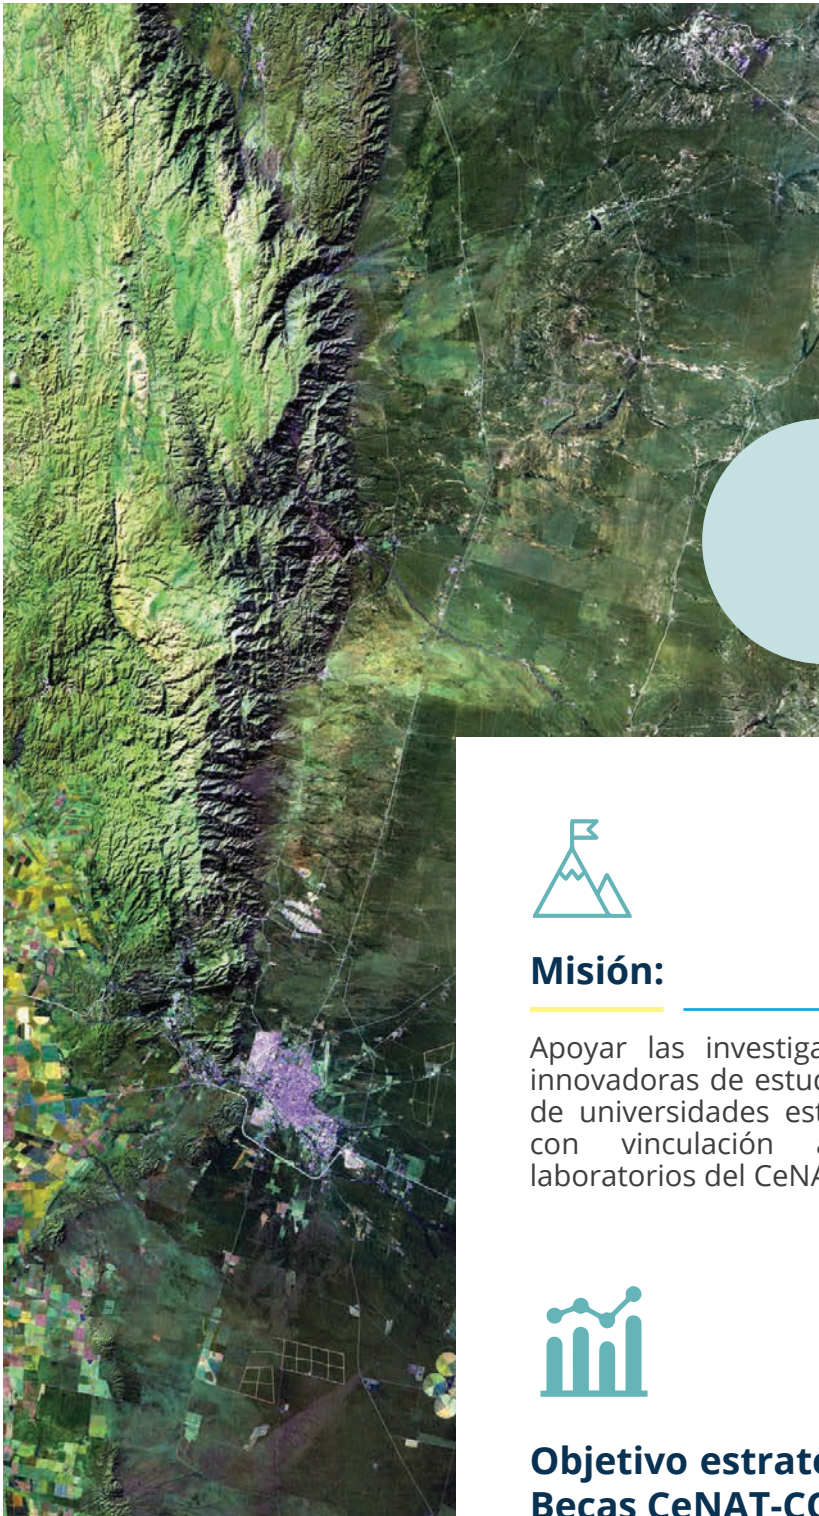 Misión:
Apoyar las investiga
innovadoras de estuc
de universidades est
con vinculación
laboratorios del CeNA
Objetivo estrate
Becas CeNAT-CO